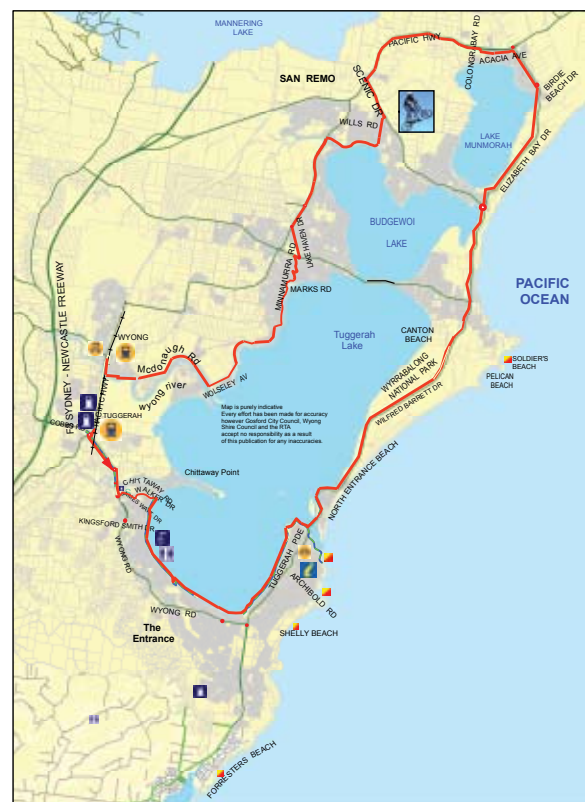 MANNERING
LAKE
PACIFIC HWY
COLONGRA BAY RD
ACACIA AVE
SAN REMO
SCENIC DR
BIRDIE
BEACH DR
WILLS RD
LAKE
MUNMORAH
ELIZABETH BAY DR
BUDGEWOI
LAKE
LAKE HAVEN DR
MINNAMURRA RD
MARKS RD
PACIFIC
OCEAN
F3 SYDNEY - NEWCASTLE FREEWAY
PACIFIC HWY
WYONG
Mcdonaugh Rd
wyong river
WOLSELEY AV
Tuggerah
Lake
CANTON
BEACH
WYRRABALONG
NATIONAL PARK
SOLDIER'S
BEACH
PELICAN
BEACH
WILFRED BARRETT DR
Map is purely indicative
Every effort has been made for accuracy
however Gosford City Council, Wyong
Shire Council and the RTA
accept no responsibility as a result
of this publication for any inaccuracies.
TUGGERAH
NORTH ENTRANCE BEACH
Chittaway Point
CHITTAWAY RD
WALKER DR
KINGSFORD SMITH DR
WYONG RD
TUGGERAH PDE
ARCHIBOLD RD
WYONG RD
The
Entrance
SHELLY BEACH
FORRESTERS BEACH